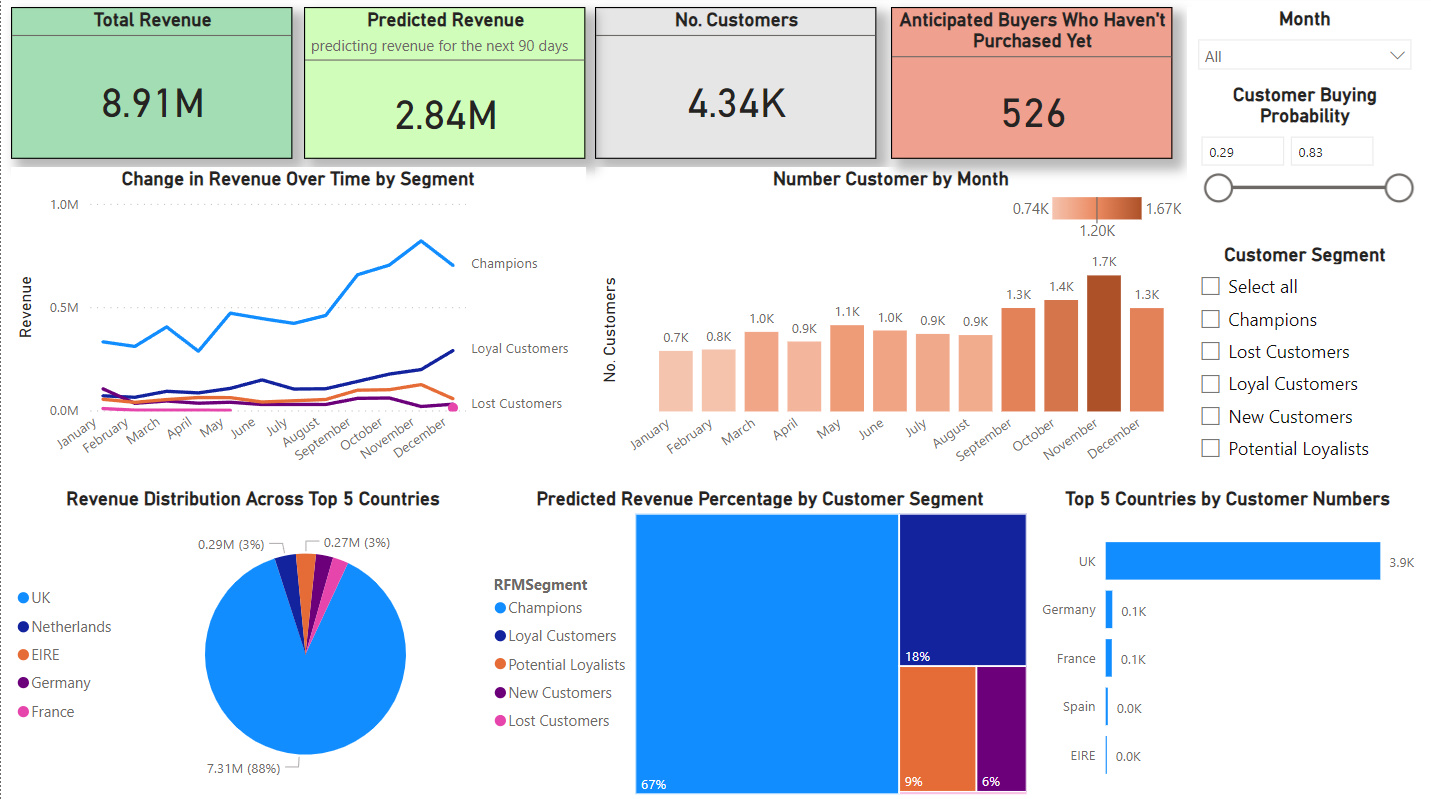 Total Revenue
8.91M
Predicted Revenue
predicting revenue for the next 90 days
2.84M
No. Customers
4.34K
Anticipated Buyers Who Haven't
Purchased Yet
526
Month
All
Customer Buying
Probability
0.29
0.83
Customer Segment
Select all
Champions
Lost Customers
Loyal Customers
New Customers
Potential Loyalists
Change in Revenue Over Time by Segment
Revenue
1.0M
0.5M
0.0M
Champions
Loyal Customers
Lost Customers
January
February
March
April
May
June
July
August
September
October
November
December
Number Customer by Month
0.74K
1.67K
1.20K
No. Customers
0.7K
0.8K
1.0K
0.9K
1.1K
1.0K
0.9K
0.9K
1.3K
1.4K
1.7K
1.3K
January
February
March
April
May
June
July
August
September
October
November
December
Revenue Distribution Across Top 5 Countries
UK
Netherlands
EIRE
Germany
France
0.29M (3%)
0.27M (3%)
7.31M (88%)
Predicted Revenue Percentage by Customer Segment
RFMSegment
Champions
Loyal Customers
Potential Loyalists
New Customers
Lost Customers
67%
18%
9%
6%
Top 5 Countries by Customer Numbers
UK
3.9K
Germany
0.1K
France
0.1K
Spain
0.0K
EIRE
0.0K